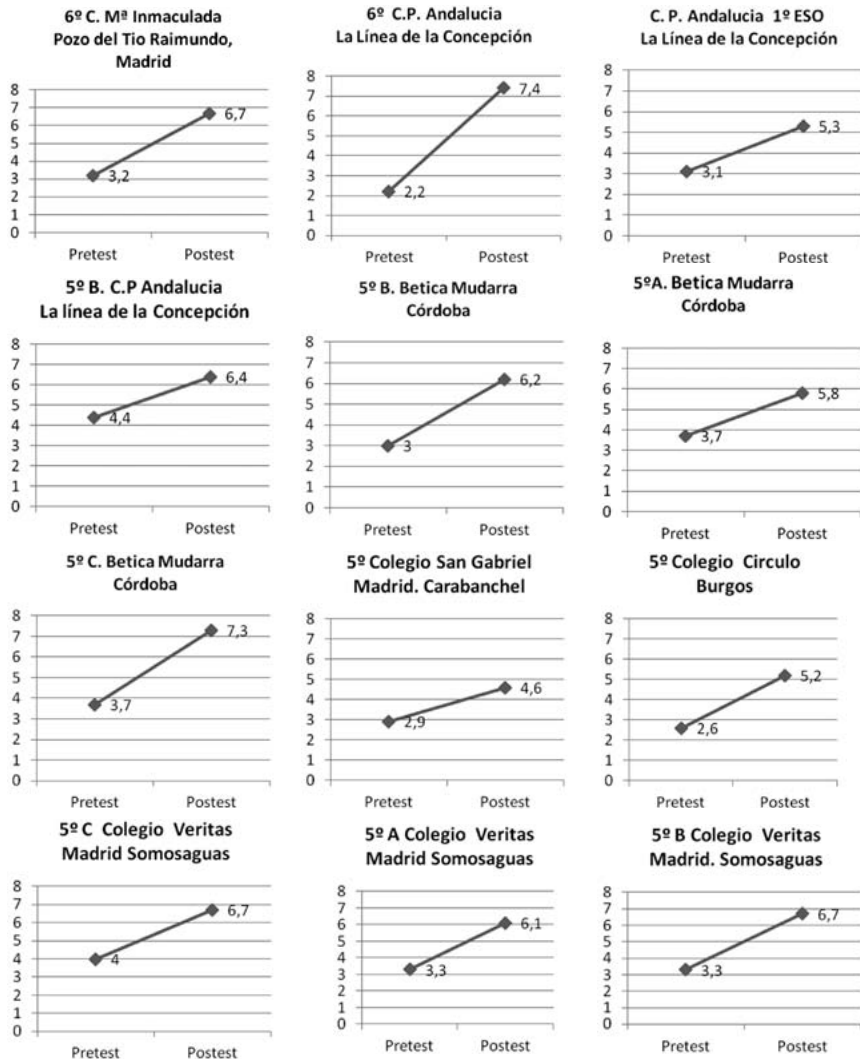 6º C. Mª Inmaculada
Pozo del Tio Raimundo,
Madrid
8
7
6
5
4
3
2
1
0
3,2
6,7
Pretest
Postest
6º C.P. Andalucia
La Línea de la Concepción
8
7
6
5
4
3
2
1
0
2,2
7,4
Pretest
Postest
C. P. Andalucia 1º ESO
La Línea de la Concepción
8
7
6
5
4
3
2
1
0
3,1
5,3
Pretest
Postest
5º B. C.P Andalucia
La línea de la Concepción
8
7
6
5
4
3
2
1
0
4,4
6,4
Pretest
Postest
5º B. Betica Mudarra
Córdoba
8
7
6
5
4
3
2
1
0
3
6,2
Pretest
Postest
5ºA. Betica Mudarra
Córdoba
8
7
6
5
4
3
2
1
0
3,7
5,8
Pretest
Postest
5º C. Betica Mudarra
Córdoba
8
7
6
5
4
3
2
1
0
3,7
7,3
Pretest
Postest
5º Colegio San Gabriel
Madrid. Carabanchel
8
7
6
5
4
3
2
1
0
2,9
4,6
Pretest
Postest
5º Colegio Circulo
Burgos
8
7
6
5
4
3
2
1
0
2,6
5,2
Pretest
Postest
5º C Colegio Veritas
Madrid Somosaguas
8
7
6
5
4
3
2
1
0
4
6,7
Pretest
Postest
5º A Colegio Veritas
Madrid Somosaguas
8
7
6
5
4
3
2
1
0
3,3
6,1
Pretest
Postest
5º B Colegio Veritas
Madrid. Somosaguas
8
7
6
5
4
3
2
1
0
3,3
6,7
Pretest
Postest